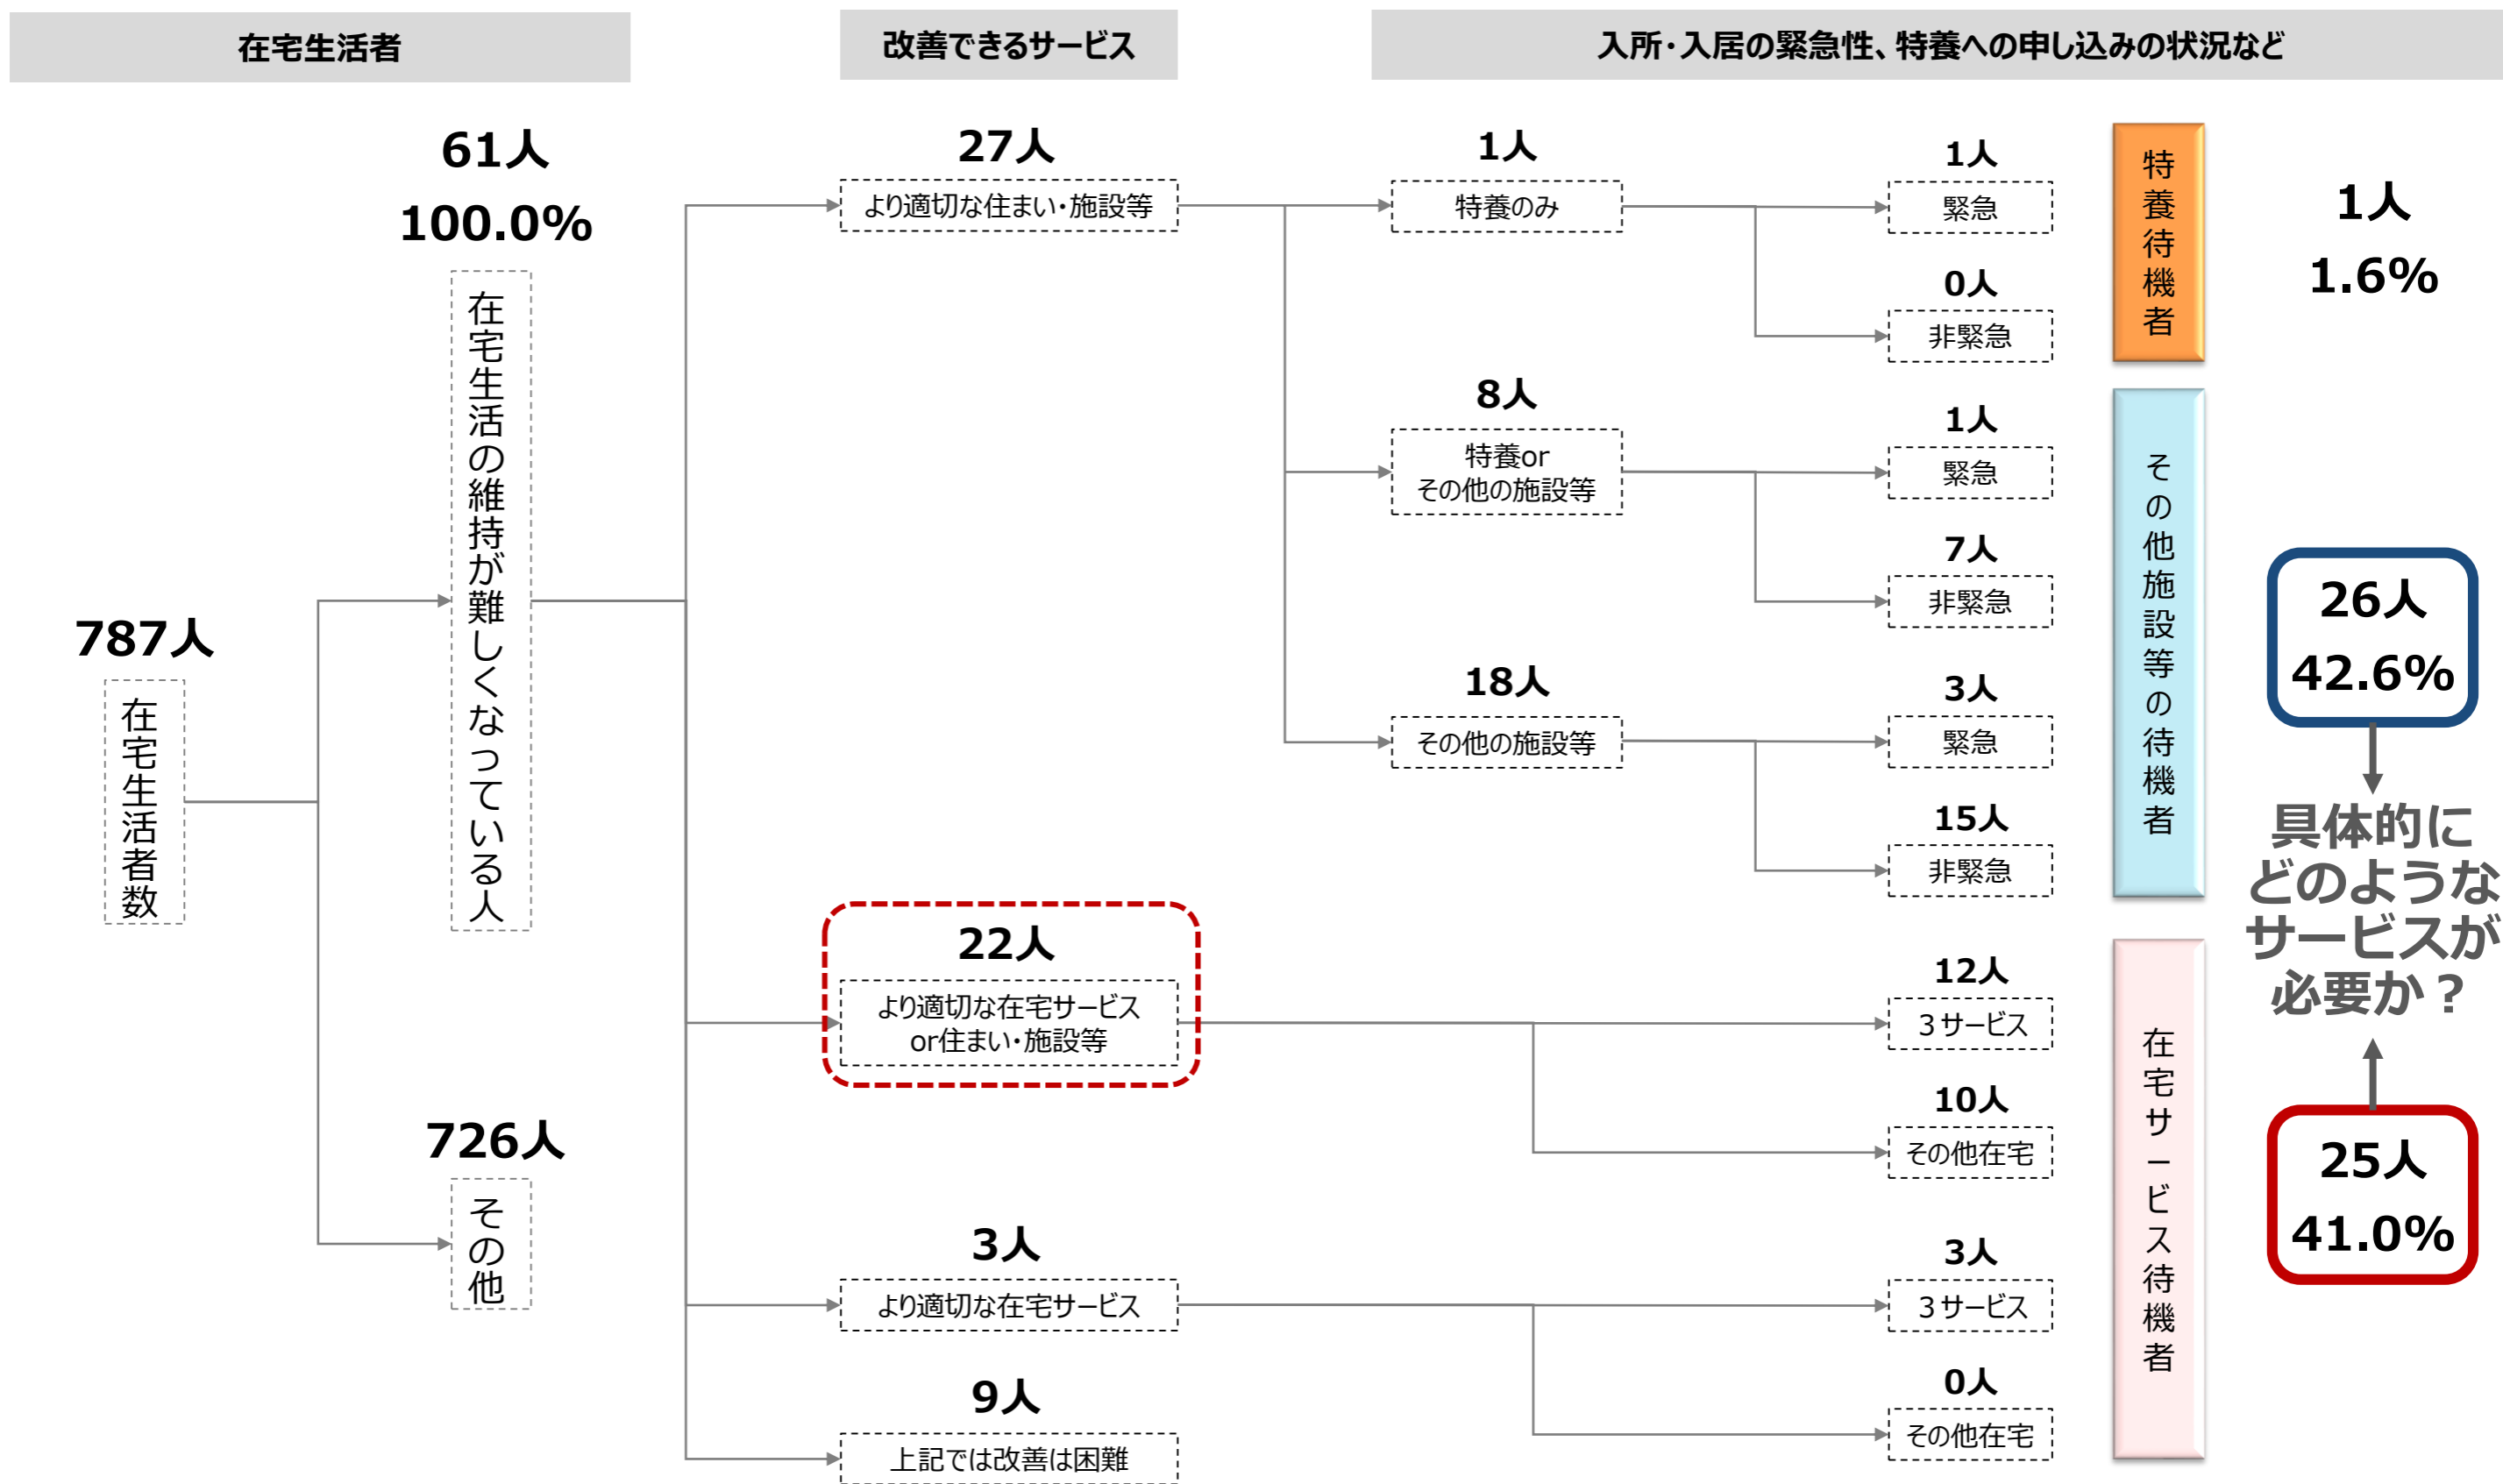 在宅生活者
改善できるサービス
入所・入居の緊急性、特養への申し込みの状況など
787人
在宅生活者数
61人
100.0%
在宅生活の維持が難しくなっている人
726人
その他
27人
より適切な住まい・施設等
1人
特養のみ
1人
緊急
0人
非緊急
8人
特養or
その他の施設等
1人
緊急
7人
非緊急
18人
その他の施設等
3人
緊急
15人
非緊急
22人
より適切な在宅サービス
or住まい・施設等
12人
3サービス
10人
その他在宅
3人
より適切な在宅サービス
3人
3サービス
0人
その他在宅
9人
上記では改善は困難
特養待機者
1人
1.6%
その他施設等の待機者
26人
42.6%
具体的に
どのような
サービスが
必要か？
在宅サービス待機者
25人
41.0%